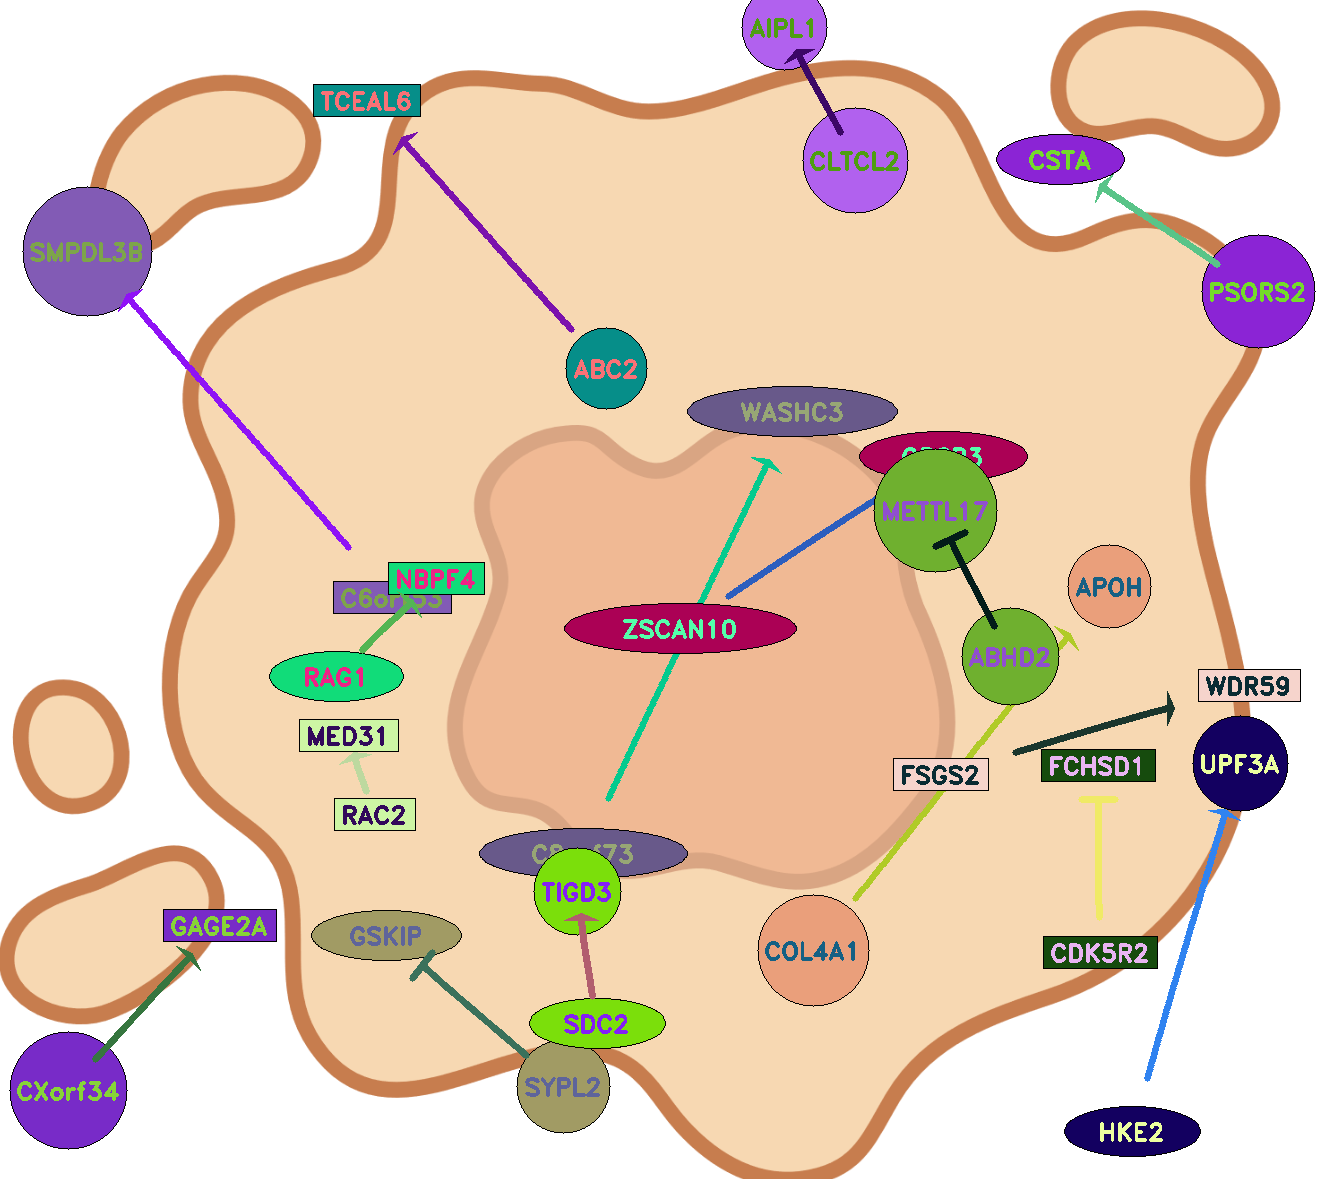 AIPL1
TCEAL6
CLTCL2
CSTA
SMPDL3B
PSORS2
ABC2
WASHC3
METTL17
NBPF4
APOH
ZSCAN10
ABHD2
RAG1
WDR59
MED31
FCHSD1
UPF3A
FSGS2
RAC2
TIGD3
GAGE2A
GSKIP
COL4A1
CDK5R2
SDC2
SYPL2
CXorf34
HKE2